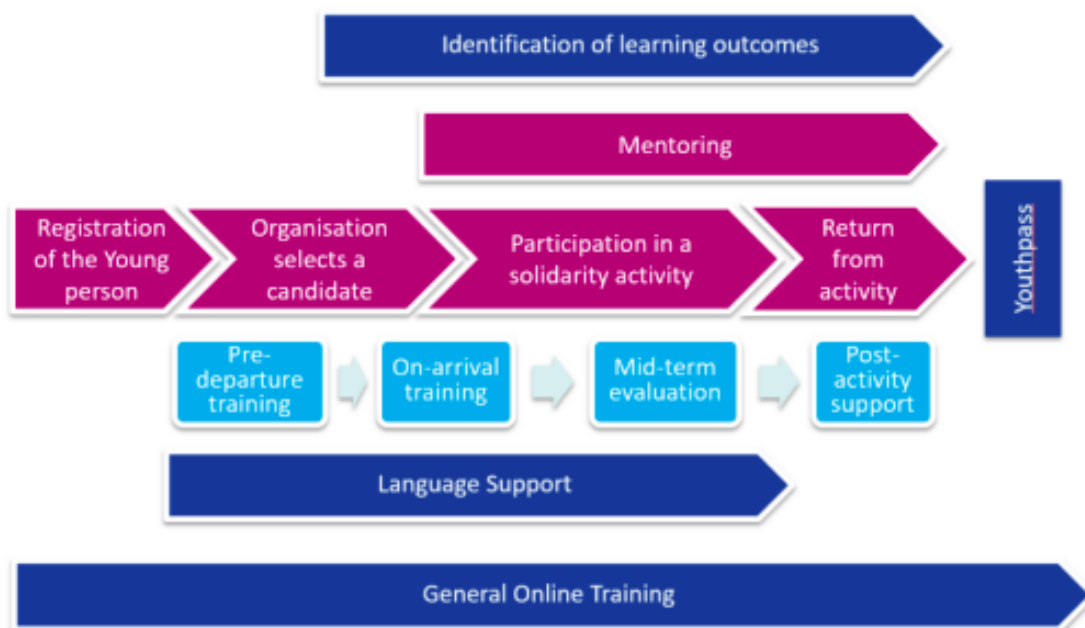 Identification of learning outcomes
Mentoring
Registration
of the Young
person
Organisation
selects a
candidate
Participation in a
solidarity activity
Return
from
activity
Youthpass
Pre-
departure
training
On-arrival
training
Mid-term
evaluation
Post-
activity
support
Language Support
General Online Training